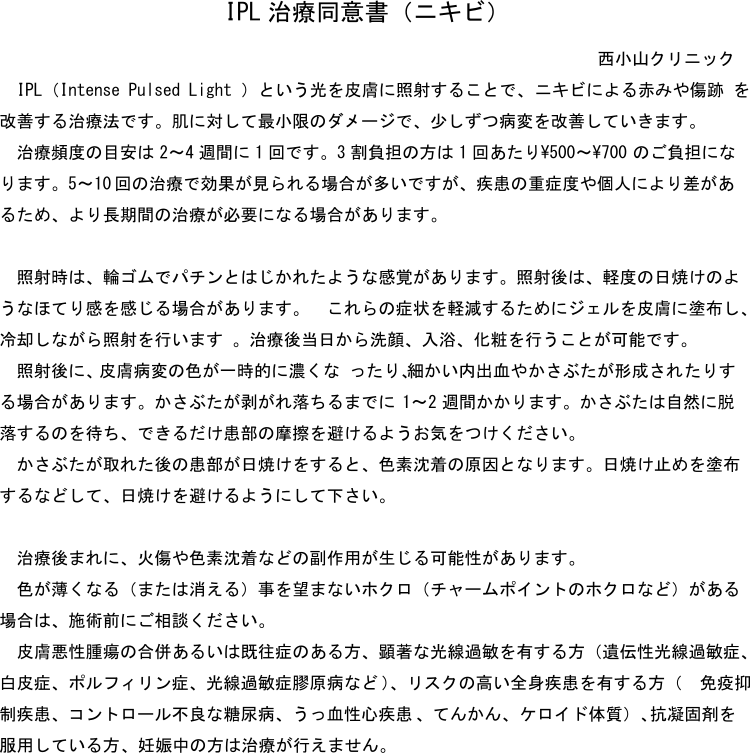 IPL 治療同意書（ニキビ）
西小山クリニック
IPL（Intense Pulsed Light ）という光を皮膚に照射することで、ニキビによる赤みや傷跡 を
改善する治療法です。肌に対して最小限のダメージで、少しずつ病変を改善していきます。
治療頻度の目安は 2～4 週間に 1 回です。3 割負担の方は 1 回あたり¥500～¥700 のご負担にな
ります。5～10 回の治療で効果が見られる場合が多いですが、疾患の重症度や個人により差があ
るため、より長期間の治療が必要になる場合があります。
照射時は、輪ゴムでパチンとはじかれたような感覚があります。照射後は、軽度の日焼けのよ
うなほてり感を感じる場合があります。　これらの症状を軽減するためにジェルを皮膚に塗布し、
冷却しながら照射を行います 。治療後当日から洗顔、入浴、化粧を行うことが可能です。
照射後に、皮膚病変の色が一時的に濃くな ったり、細かい内出血やかさぶたが形成されたりす
る場合があります。かさぶたが剥がれ落ちるまでに 1～2 週間かかります。かさぶたは自然に脱
落するのを待ち、できるだけ患部の摩擦を避けるようお気をつけください。
かさぶたが取れた後の患部が日焼けをすると、色素沈着の原因となります。日焼け止めを塗布
するなどして、日焼けを避けるようにして下さい。
治療後まれに、火傷や色素沈着などの副作用が生じる可能性があります。
色が薄くなる（または消える）事を望まないホクロ（チャームポイントのホクロなど）がある
場合は、施術前にご相談ください。
皮膚悪性腫瘍の合併あるいは既往症のある方、顕著な光線過敏を有する方（遺伝性光線過敏症、
白皮症、ポルフィリン症、光線過敏症膠原病など）、リスクの高い全身疾患を有する方（　免疫抑
制疾患、コントロール不良な糖尿病、うっ血性心疾患 、てんかん、ケロイド体質）、抗凝固剤を
服用している方、妊娠中の方は治療が行えません。